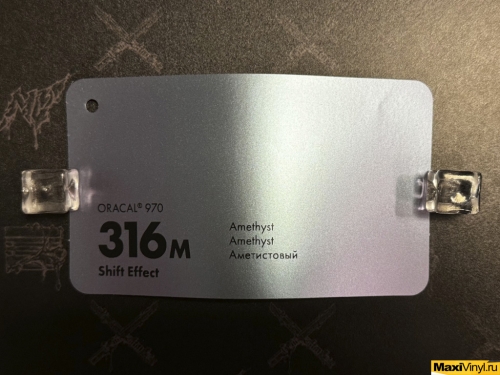 ORACAL® 970
316M
Shift Effect
Amethyst
Amethyst
Аметистовый
MaxiVinyl.ru